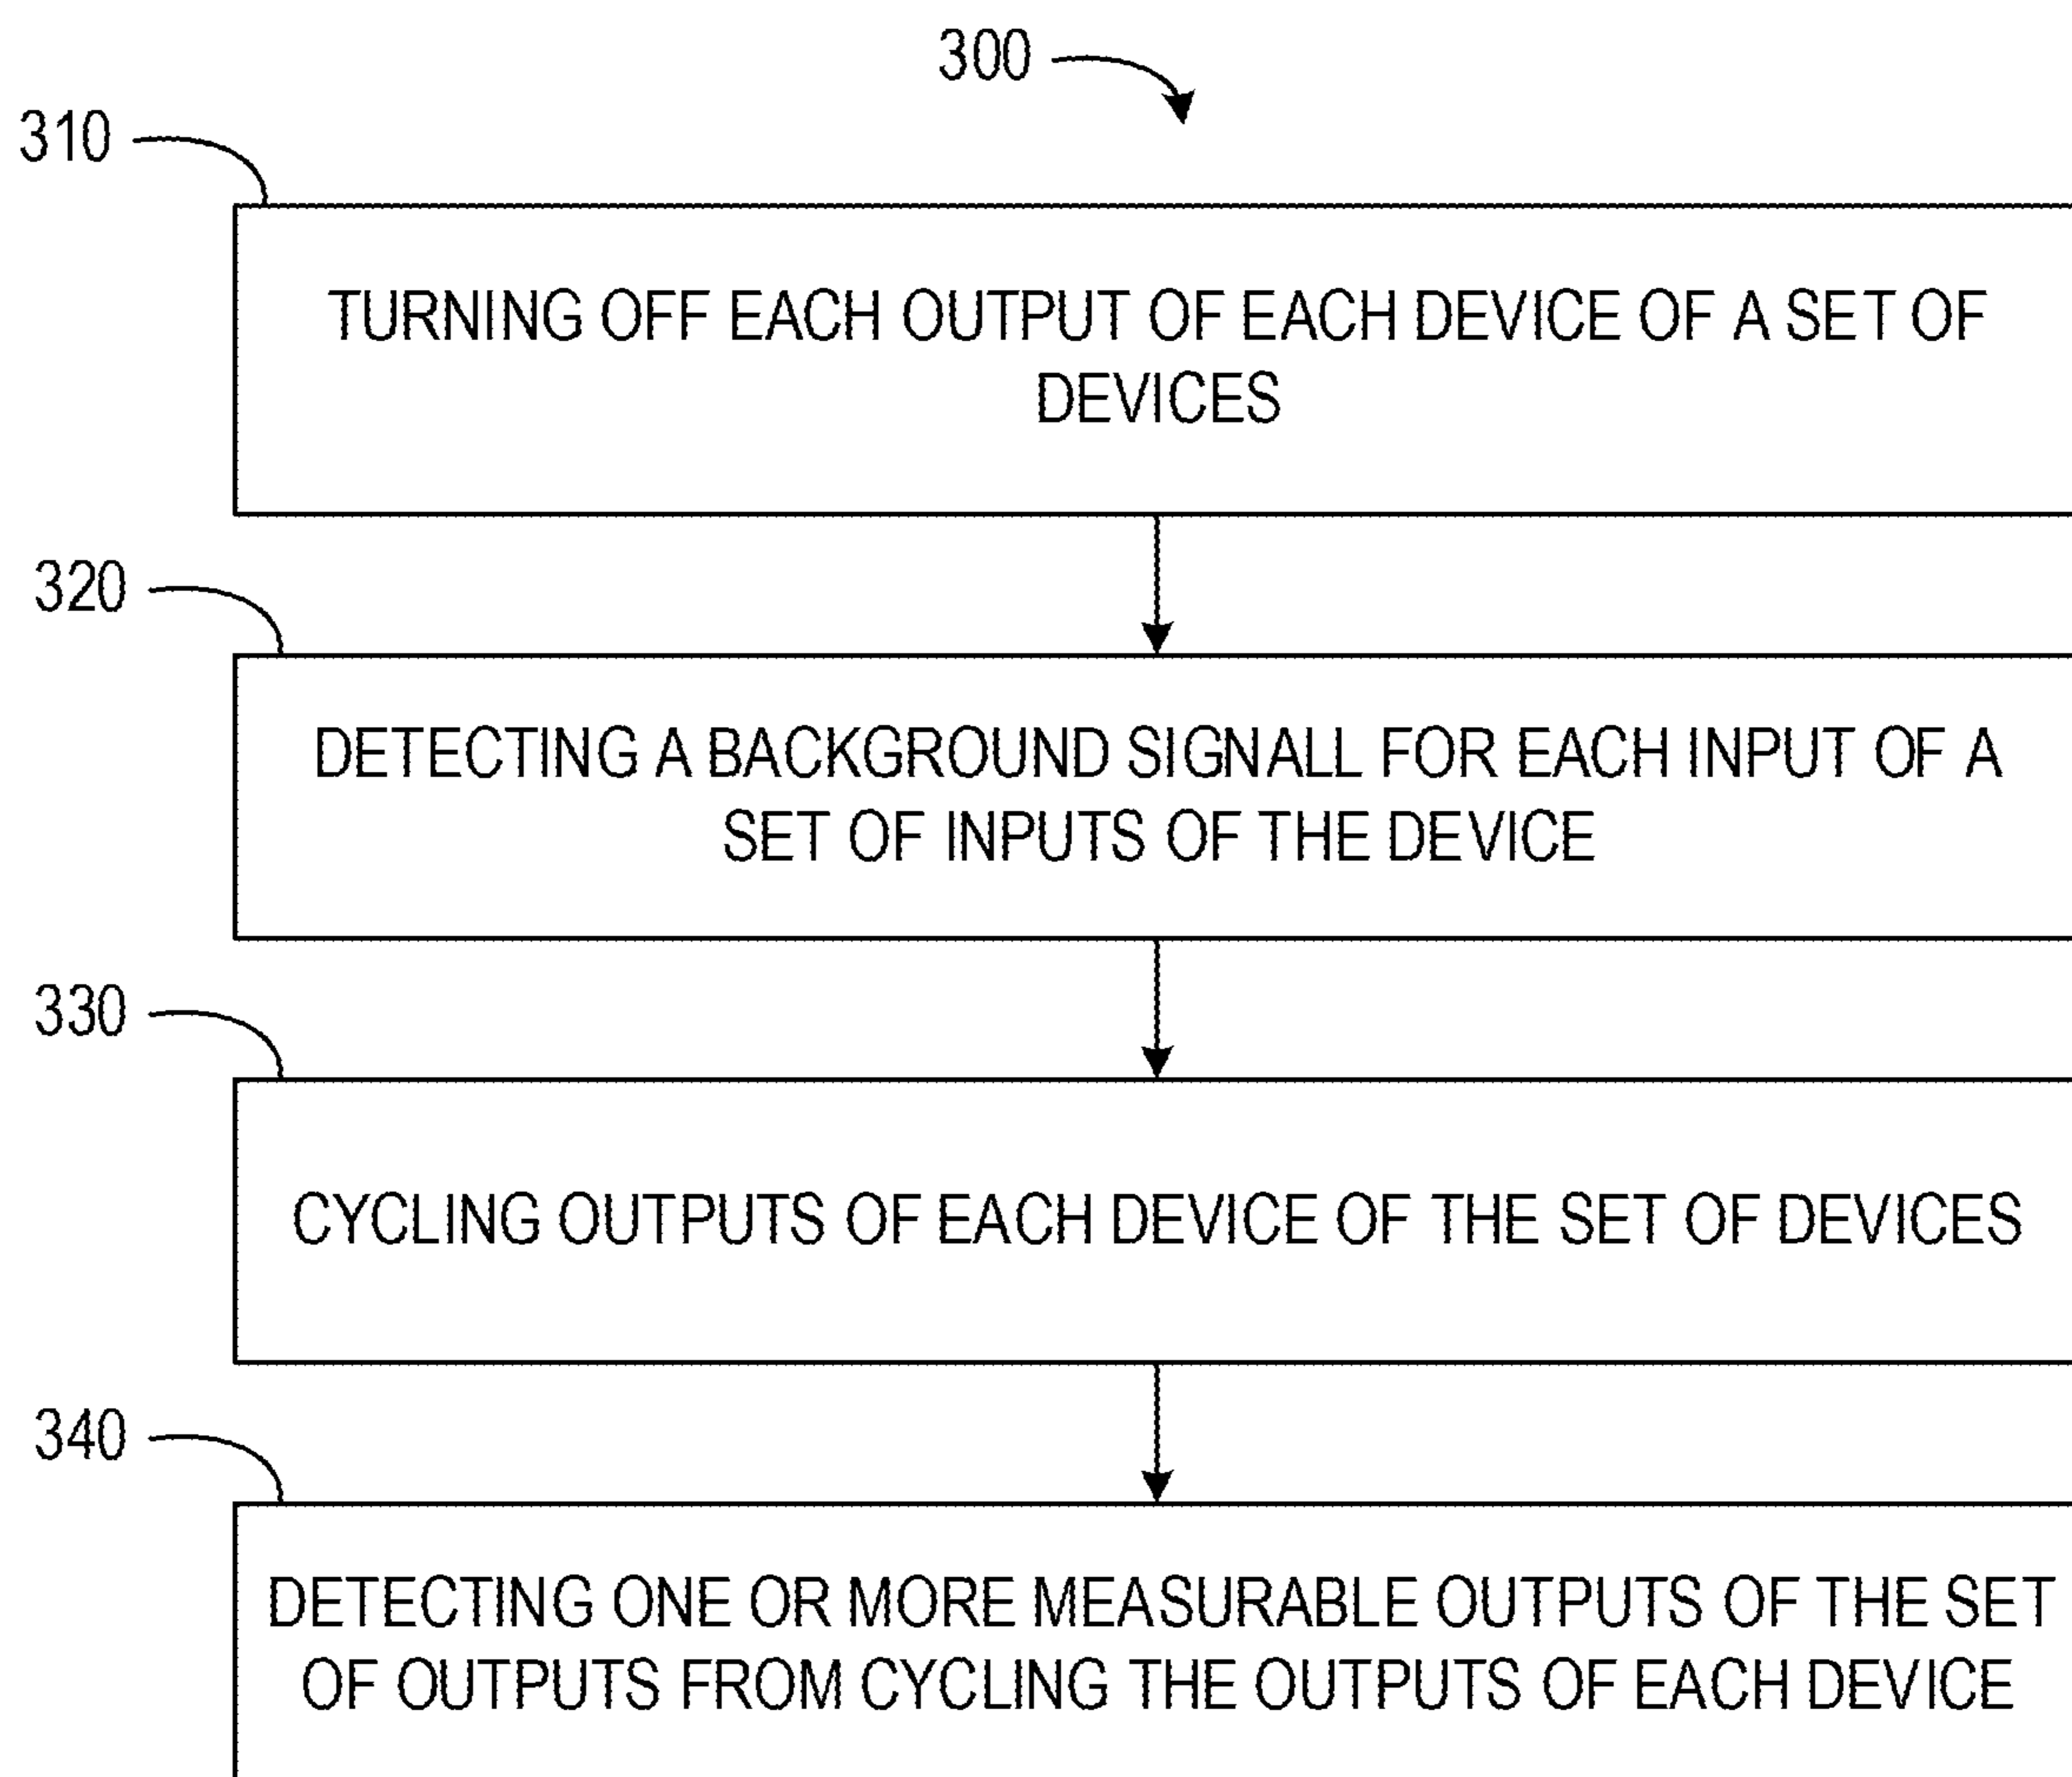 300
310
TURNING OFF EACH OUTPUT OF EACH DEVICE OF A SET OF
DEVICES
320
DETECTING A BACKGROUND SIGNALL FOR EACH INPUT OF A
SET OF INPUTS OF THE DEVICE
330
CYCLING OUTPUTS OF EACH DEVICE OF THE SET OF DEVICES
340
DETECTING ONE OR MORE MEASURABLE OUTPUTS OF THE SET
OF OUTPUTS FROM CYCLING THE OUTPUTS OF EACH DEVICE